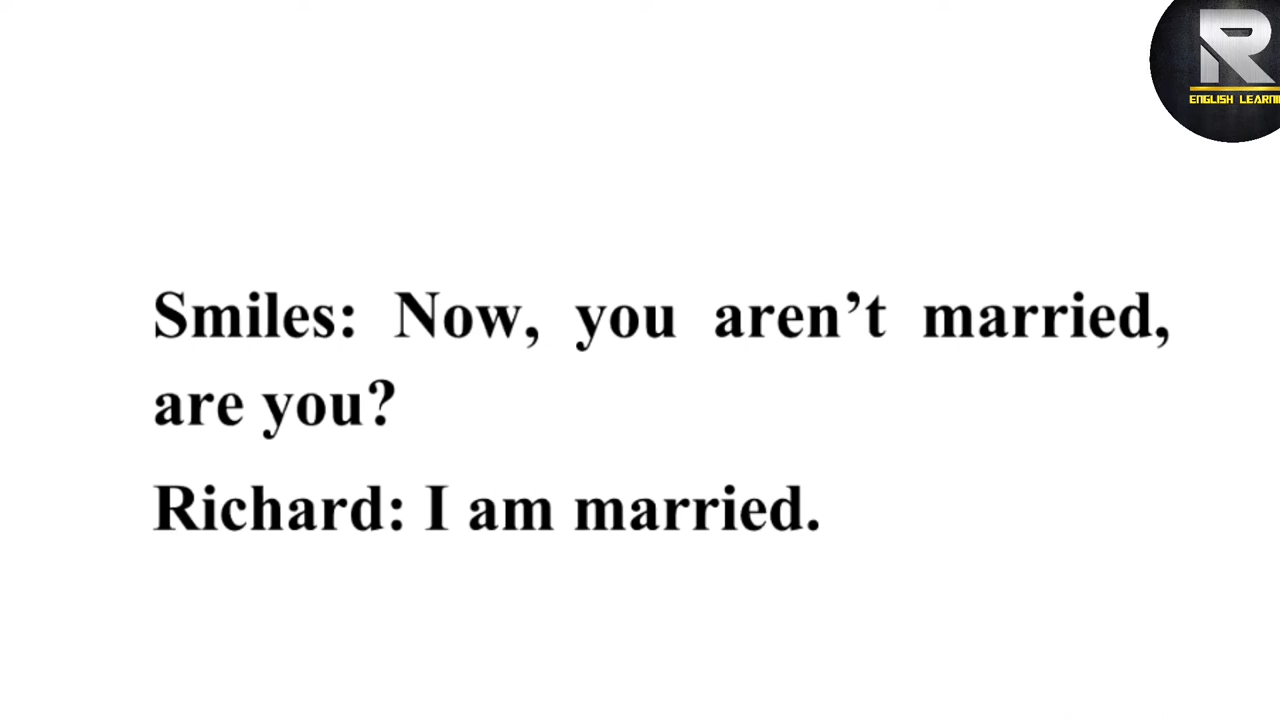 R
ENGLISH LEARNI
Smiles: Now, you aren’t married,
are you?
Richard: I am married.